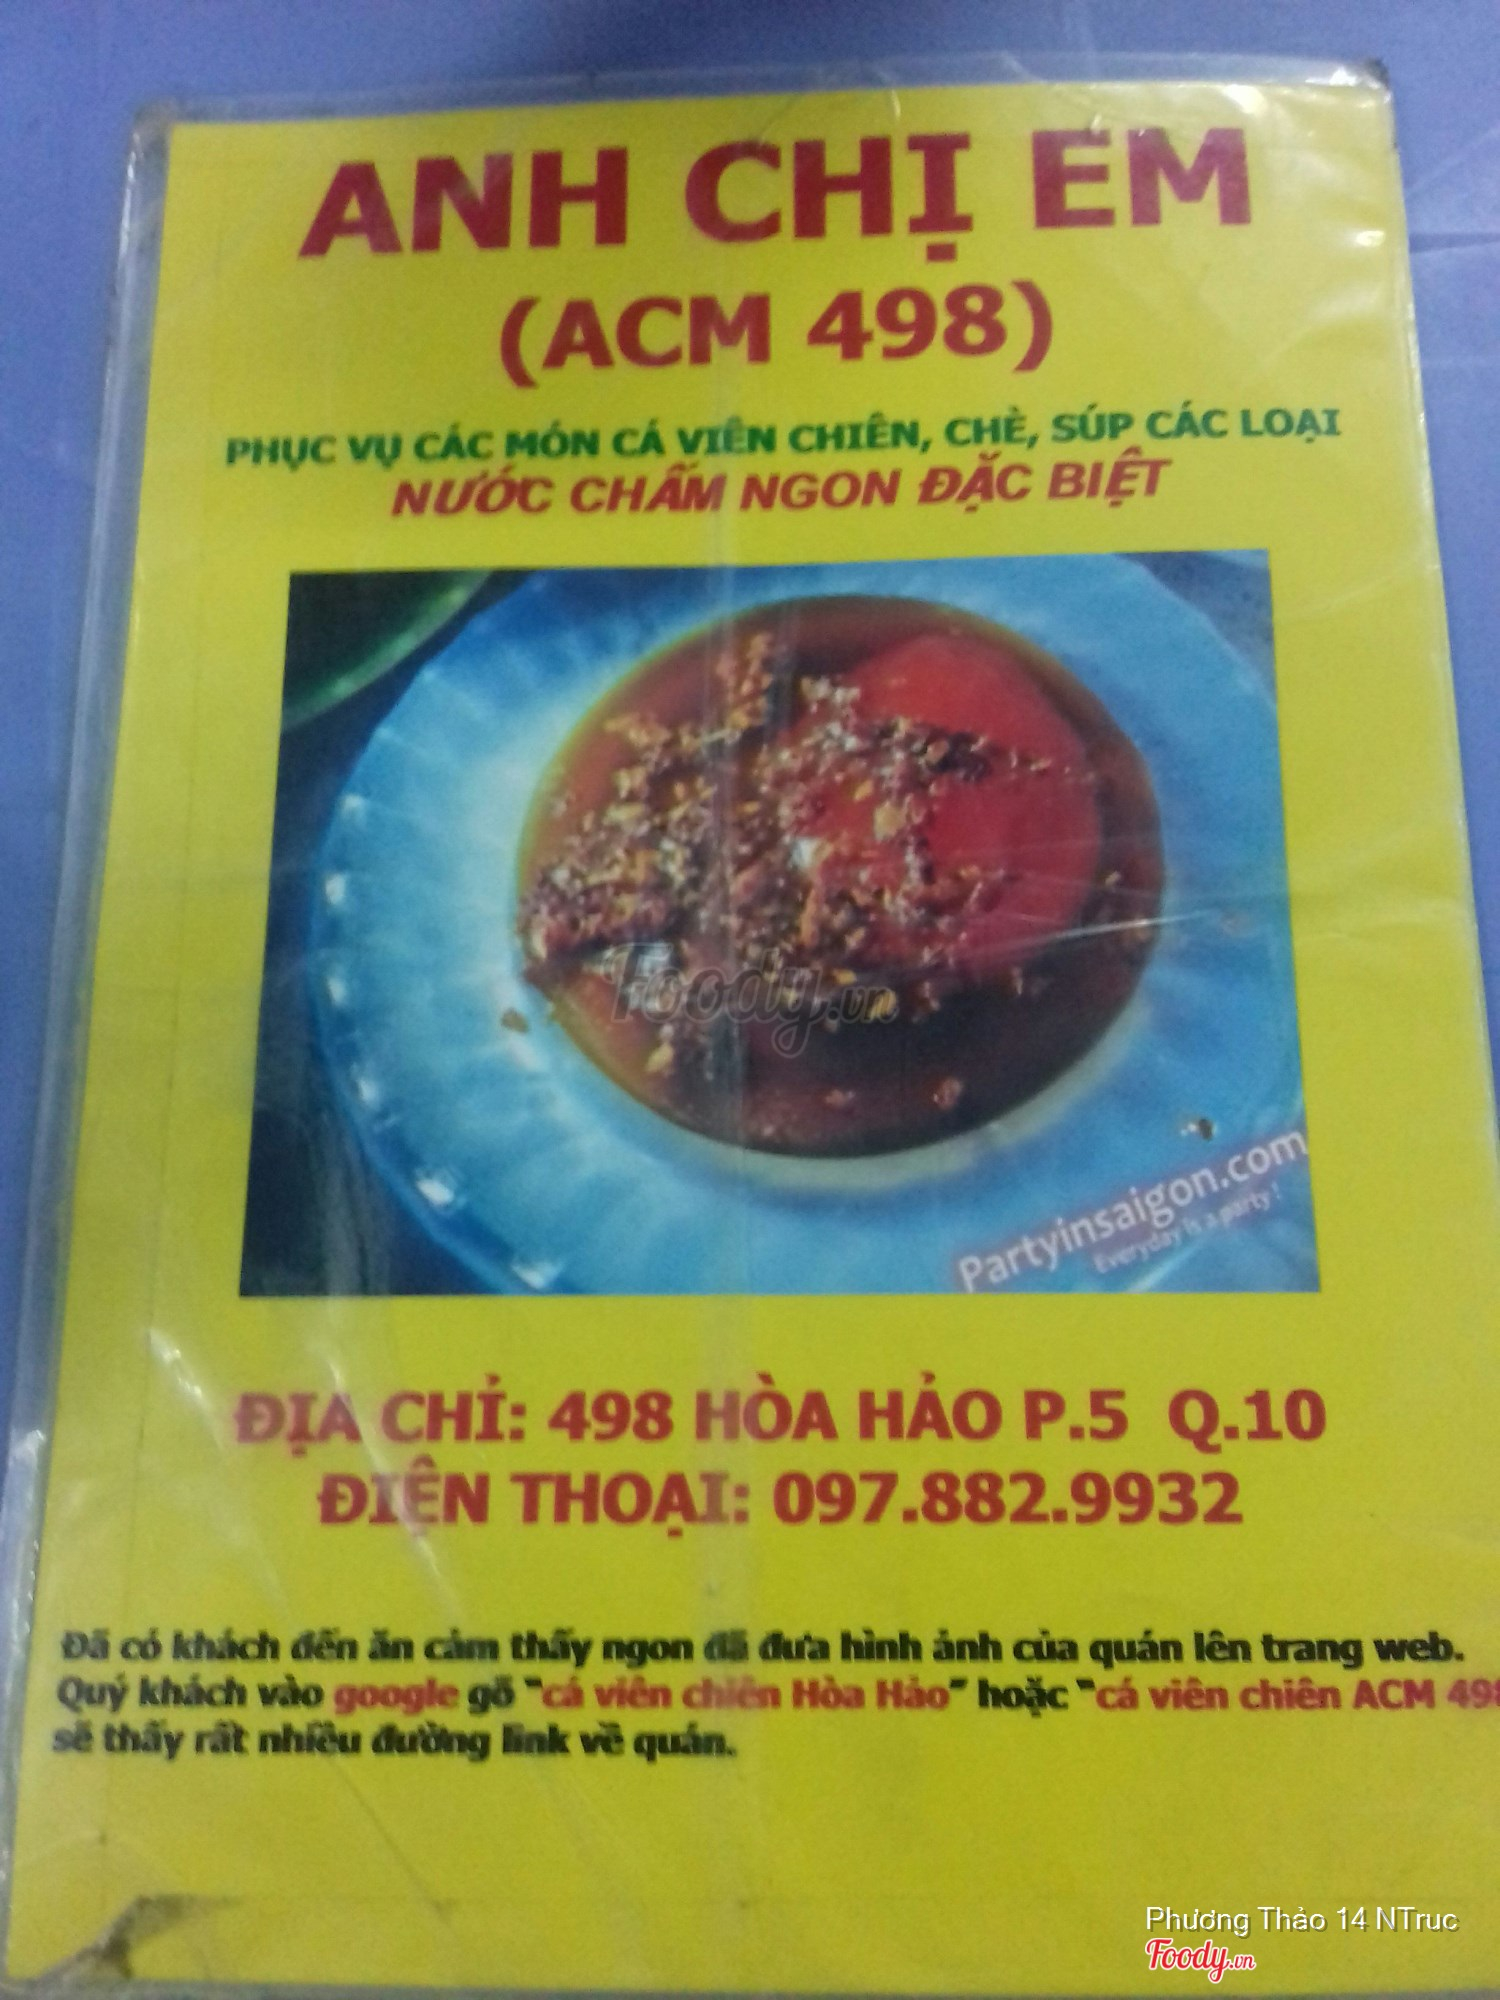 ANH CHỊ EM
(ACM 498)
PHỤC VỤ CÁC MÓN CÁ VIÊN CHIÊN, CHÈ, SÚP CÁC LOẠI
NƯỚC CHẤM NGON ĐẶC BIỆT
Foody.vn
Partyinsaigon.com
Everyday is a party!
ĐỊA CHỈ: 498 HÒA HẢO P.5 Q.10
ĐIỆN THOẠI: 097.882.9932
Đã có khách đến ăn cảm thấy ngon đã đưa hình ảnh của quán lên trang web.
Quý khách vào google gõ "cá viên chiên Hòa Hảo" hoặc "cá viên chiên ACM 498
sẽ thấy rất nhiều đường link về quán.
Phương Thảo 14 NTruc
Foody.vn